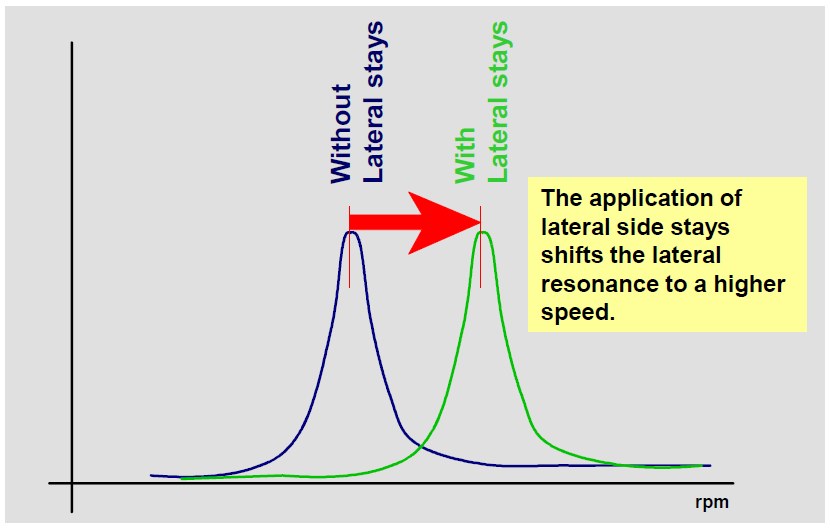 Without
Lateral stays
With
Lateral stays
The application of
lateral side stays
shifts the lateral
resonance to a higher
speed.
rpm